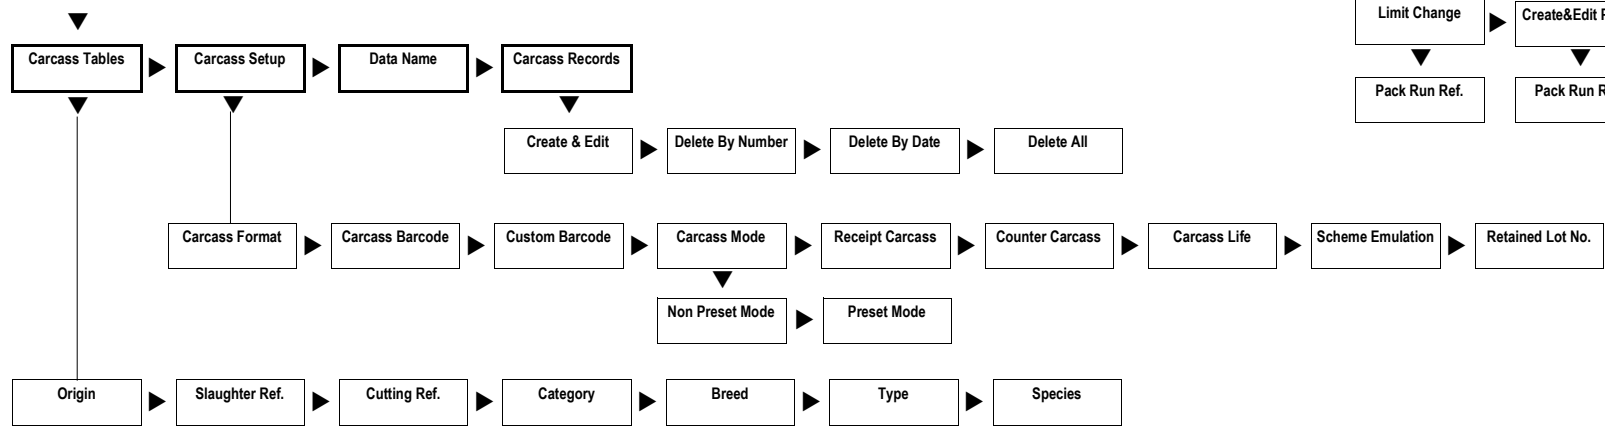 Limit Change
Create&Edit
Carcass Tables
Carcass Setup
Data Name
Carcass Records
Pack Run Ref.
Pack Run
Create & Edit
Delete By Number
Delete By Date
Delete All
Carcass Format
Carcass Barcode
Custom Barcode
Carcass Mode
Receipt Carcass
Counter Carcass
Carcass Life
Scheme Emulation
Retained Lot No.
Non Preset Mode
Preset Mode
Origin
Slaughter Ref.
Cutting Ref.
Category
Breed
Type
Species